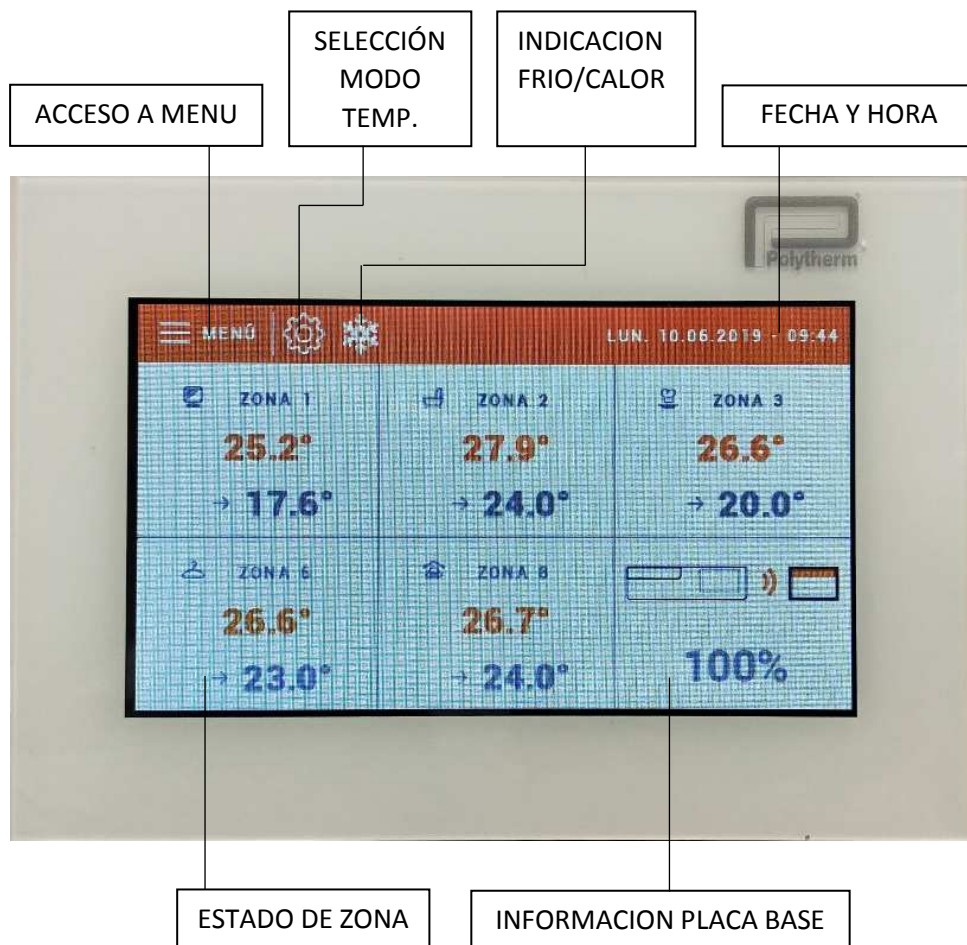 SELECCIÓN
MODO
TEMP.
INDICACION
FRIO/CALOR
ACCESO A MENU
FECHA Y HORA
Polytherm
MENÚ
LUN. 10.06.2019 - 09:44
ZONA 1
ZONA 2
ZONA 3
25.2°
27.9°
26.6°
→ 17.6°
→ 24.0°
→ 20.0°
ZONA 6
ZONA 8
26.6°
26.7°
→ 23.0°
→ 24.0°
100%
ESTADO DE ZONA
INFORMACION PLACA BASE